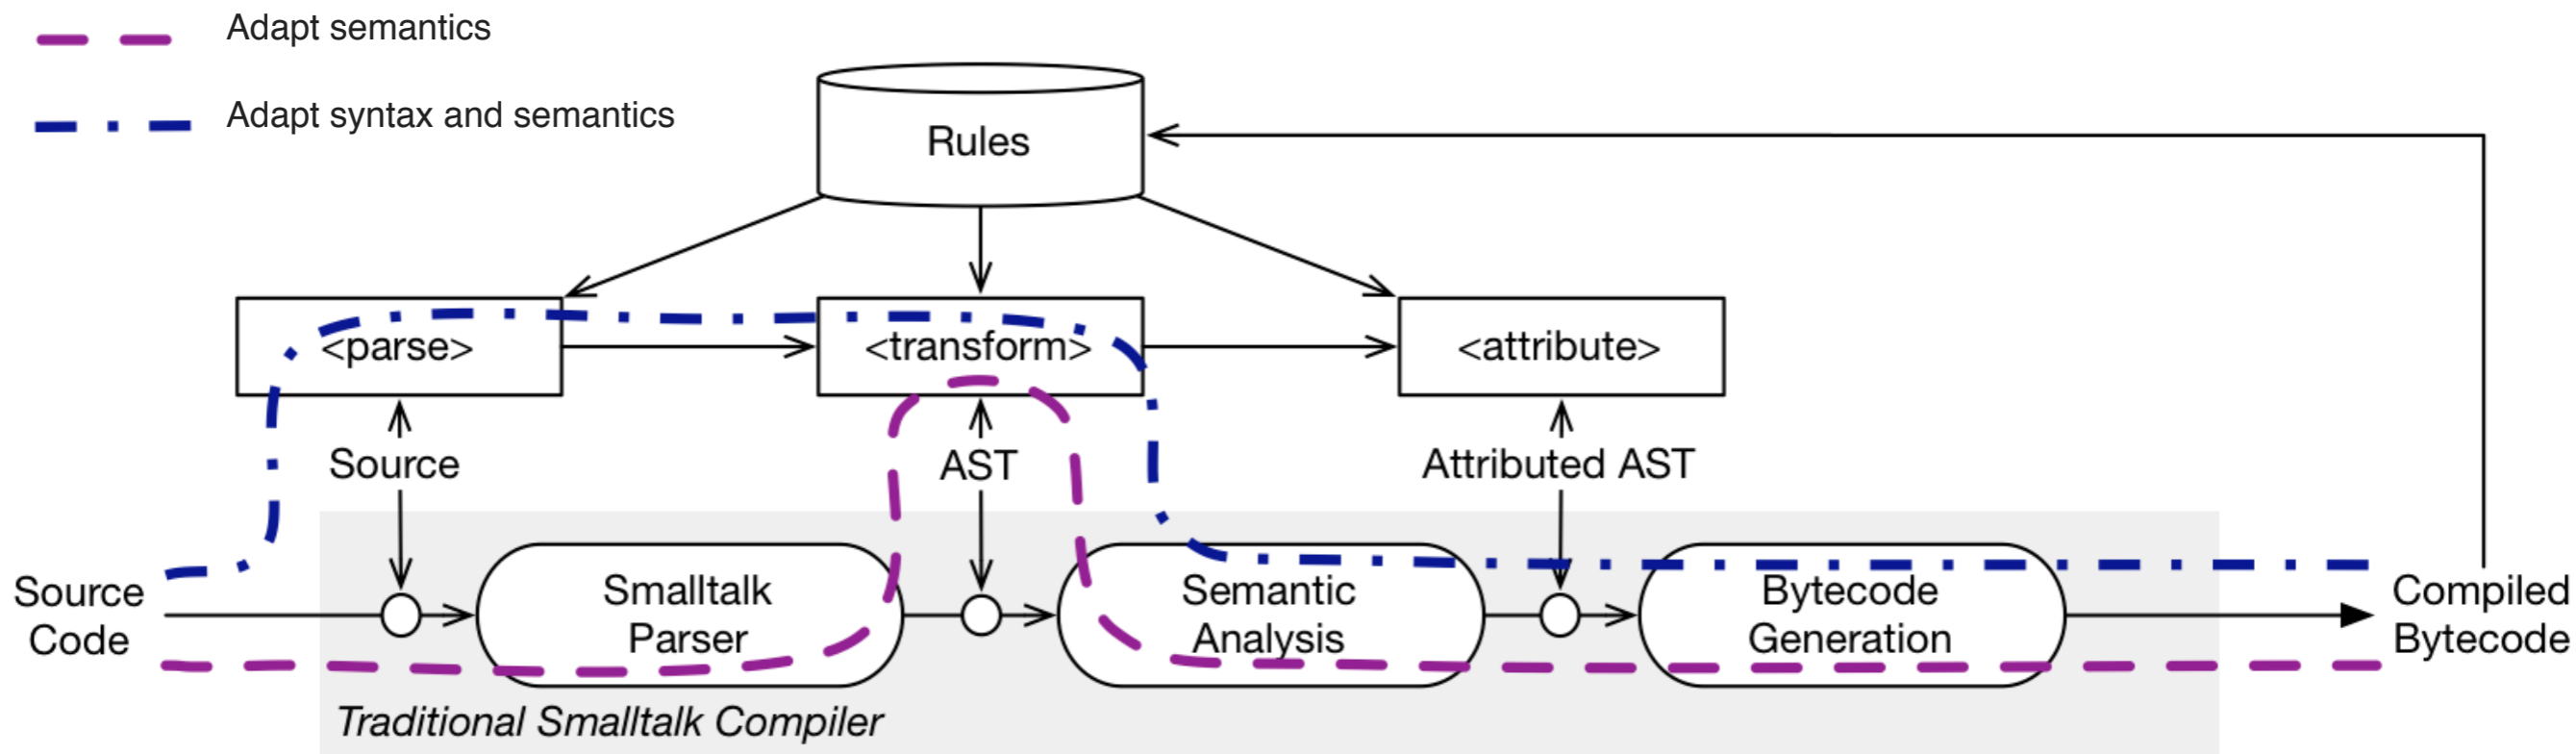 Adapt semantics
Adapt syntax and semantics
Rules
<parse>
<transform>
<attribute>
Source
AST
Attributed AST
Source
Code
Smalltalk
Parser
Semantic
Analysis
Bytecode
Generation
Compiled
Bytecode
Traditional Smalltalk Compiler